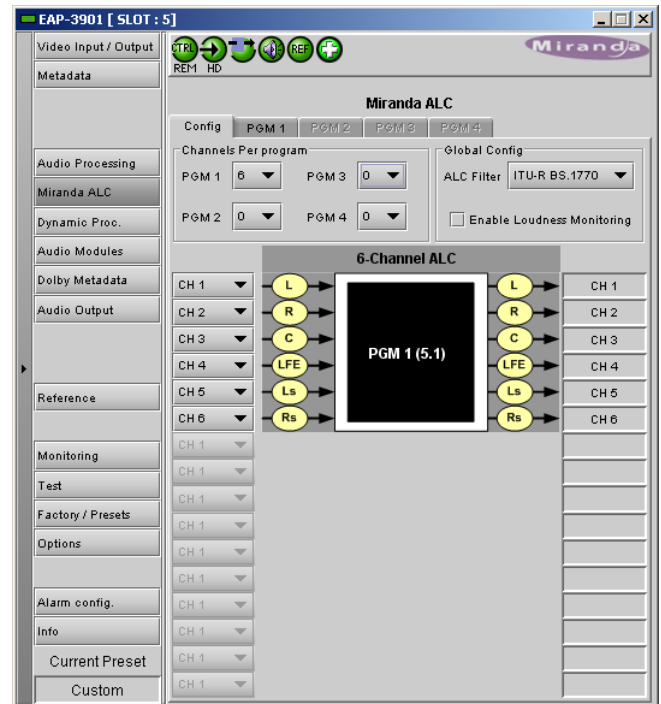 EAP-3901 [ SLOT : 5]
Video Input / Output
Metadata
Audio Processing
Miranda ALC
Dynamic Proc.
Audio Modules
Dolby Metadata
Audio Output
Reference
Monitoring
Test
Factory / Presets
Options
Alarm config.
Info
Current Preset
Custom
CTRL
REF
REM HD
Miranda
Miranda ALC
Config PGM 1 PGM 2 PGM 3 PGM 4
Channels Per program
PGM 1 6 PGM 3 0
PGM 2 0 PGM 4 0
Global Config
ALC Filter ITU-R BS.1770
Enable Loudness Monitoring
6-Channel ALC
CH 1 L L CH 1
CH 2 R R CH 2
CH 3 C C CH 3
PGM 1 (5.1)
CH 4 LFE LFE CH 4
CH 5 Ls Ls CH 5
CH 6 Rs Rs CH 6
CH 1
CH 1
CH 1
CH 1
CH 1
CH 1
CH 1
CH 1
CH 1
CH 1